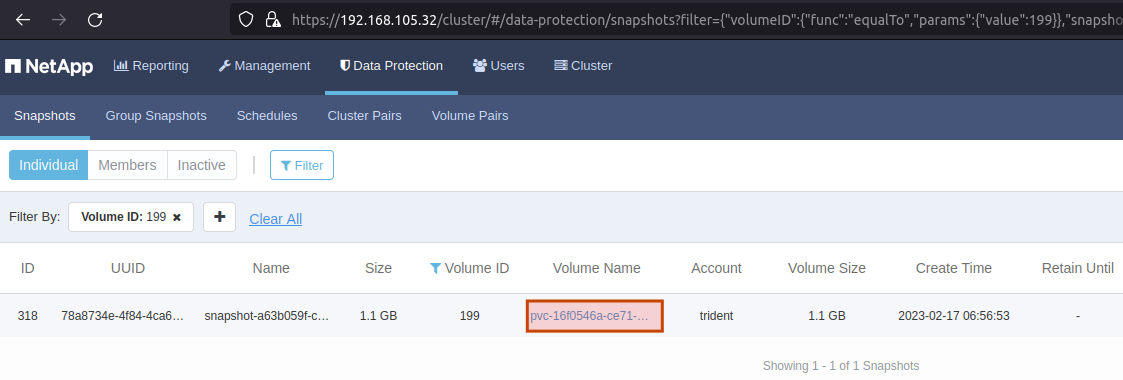 https://192.168.105.32/cluster/#/data-protection/snapshots?filter={"volumeID":{"func":"equalTo","params":{"value":199}},"snapsho
NetApp Reporting Management Data Protection Users Cluster
Snapshots Group Snapshots Schedules Cluster Pairs Volume Pairs
Individual Members Inactive | Filter
Filter By: Volume ID: 199 × + Clear All
ID UUID Name Size Volume ID Volume Name Account Volume Size Create Time Retain Until
318 78a8734e-4f84-4ca6... snapshot-a63b059f-c... 1.1 GB 199 pvc-16f0546a-ce71-... trident 1.1 GB 2023-02-17 06:56:53 -
Showing 1 - 1 of 1 Snapshots